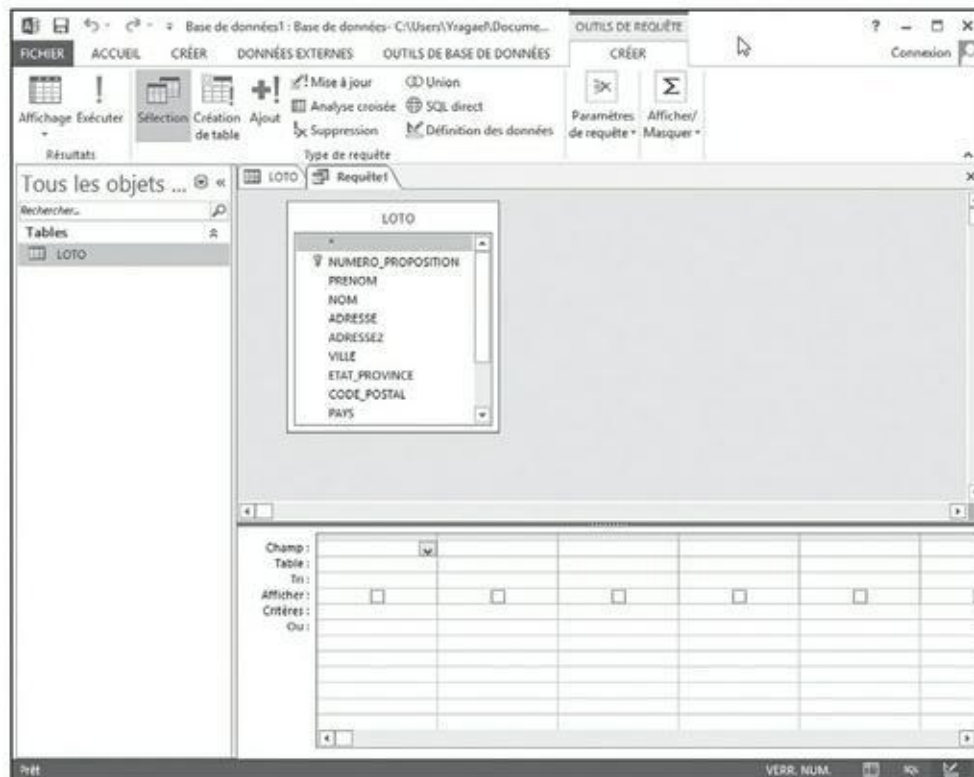 Base de données1 : Base de données- C:\Users\Yragael\Docume...
OUTILS DE REQUÊTE
?
FICHIER ACCUEIL CRÉER DONNÉES EXTERNES OUTILS DE BASE DE DONNÉES CRÉER Connexion
Affichage Exécuter Sélection Création de table Ajout
Mise à jour Union
Analyse croisée SQL direct
Suppression Définition des données
Paramètres de requête
Afficher/ Masquer
Résultats Type de requête
Tous les objets ... «
LOTO Requête1
Rechercher...
Tables
LOTO
LOTO
*
NUMERO_PROPOSITION
PRENOM
NOM
ADRESSE
ADRESSE2
VILLE
ETAT_PROVINCE
CODE_POSTAL
PAYS
Champ :
Table :
Tri :
Afficher :
Critères :
Ou :
Prêt VERR. NUM. SQL